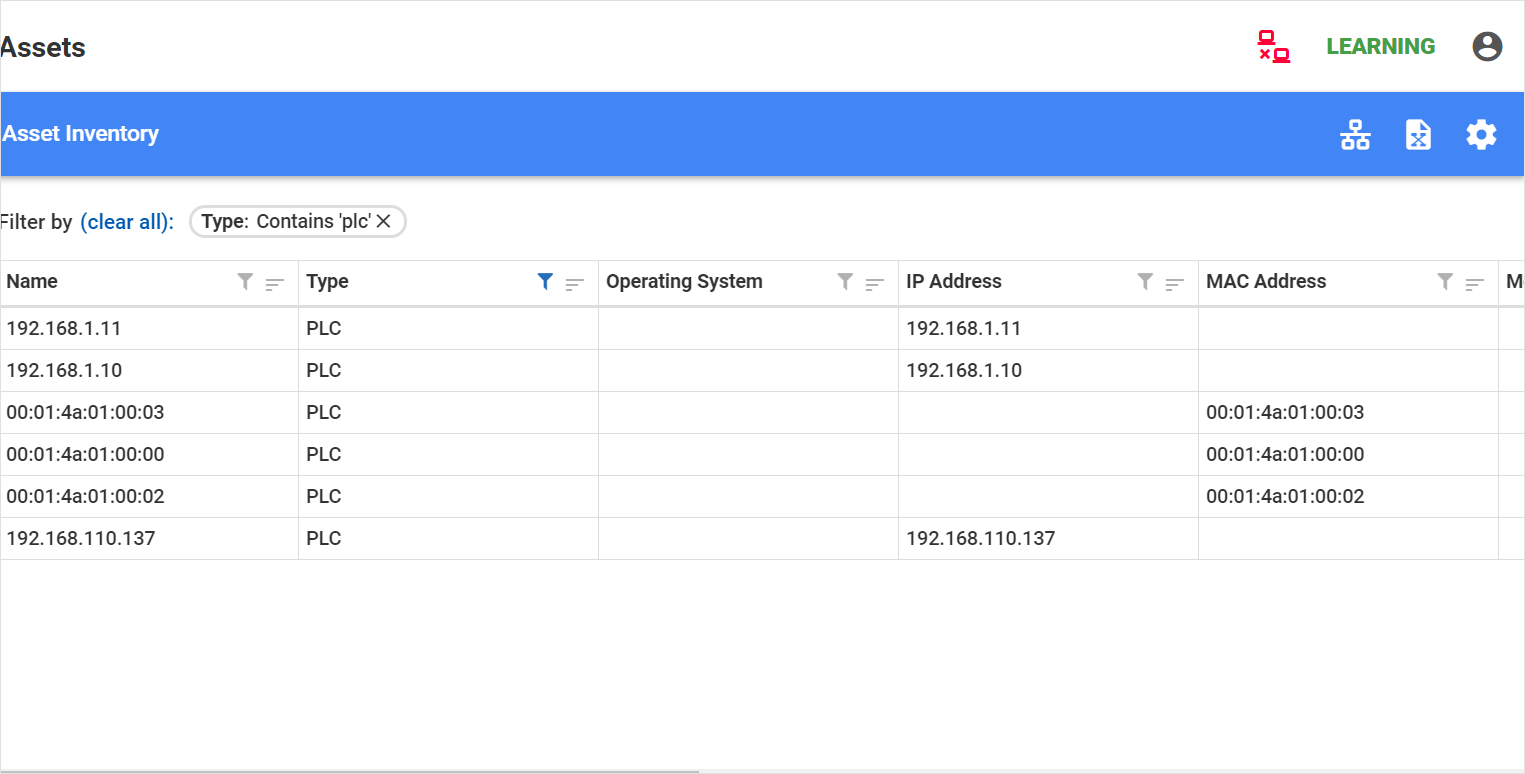 Assets
LEARNING
Asset Inventory
Filter by (clear all): Type: Contains 'plc'
Name Type Operating System IP Address MAC Address
192.168.1.11 PLC 192.168.1.11
192.168.1.10 PLC 192.168.1.10
00:01:4a:01:00:03 PLC 00:01:4a:01:00:03
00:01:4a:01:00:00 PLC 00:01:4a:01:00:00
00:01:4a:01:00:02 PLC 00:01:4a:01:00:02
192.168.110.137 PLC 192.168.110.137